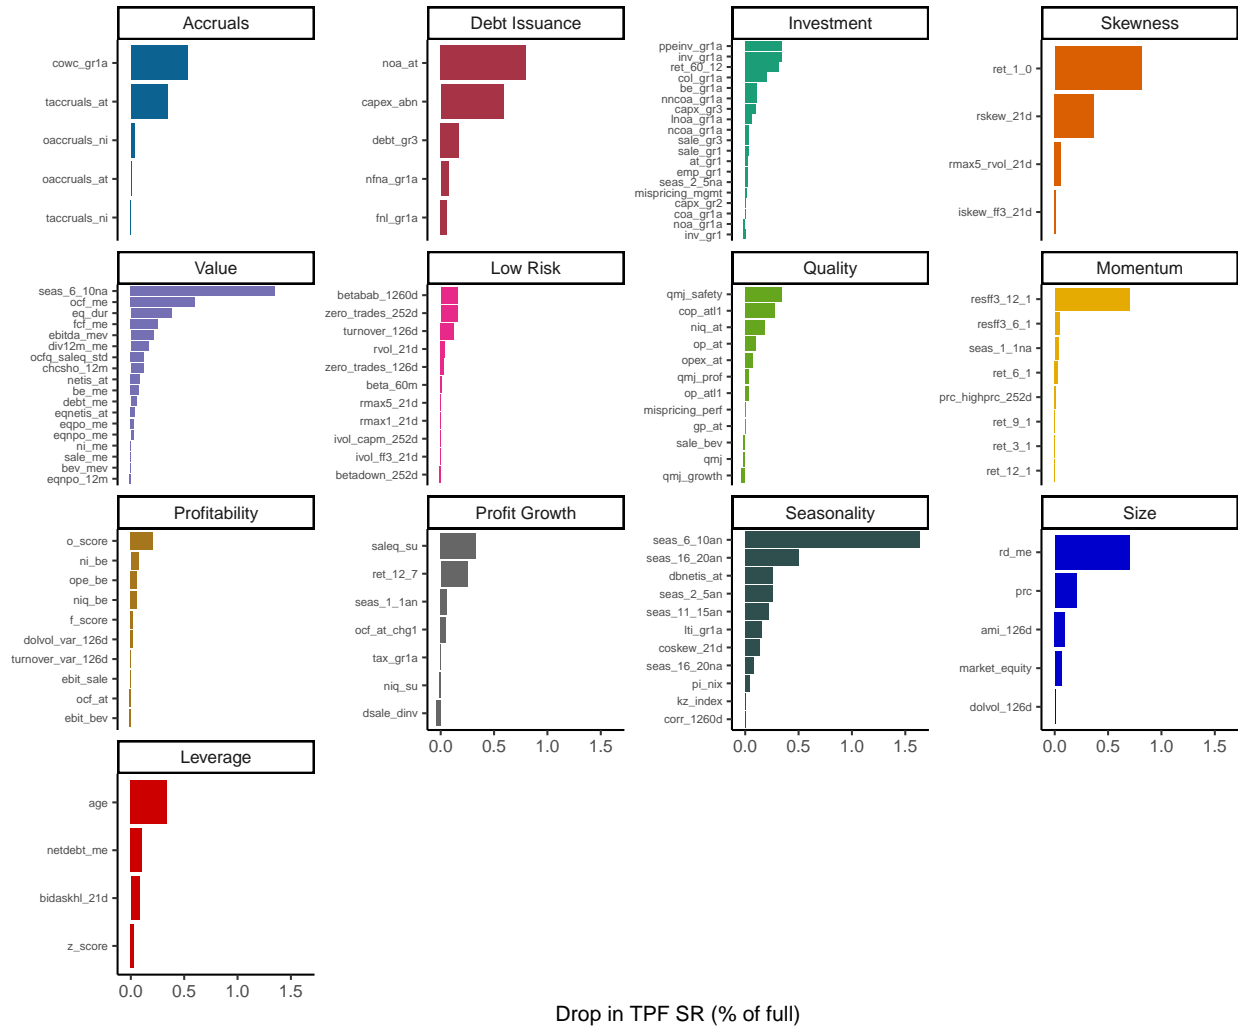 Accruals
cowc_gr1a
taccruals_at
oaccruals_ni
oaccruals_at
taccruals_ni
Debt Issuance
noa_at
capex_abn
debt_gr3
nfna_gr1a
fnl_gr1a
Investment
ppeinv_gr1a
inv_gr1a
ret_60_12
col_gr1a
be_gr1a
nncoa_gr1a
capx_gr3
lnoa_gr1a
ncoa_gr1a
sale_gr3
sale_gr1
at_gr1
emp_gr1
seas_2_5na
mispricing_mgmt
capx_gr2
coa_gr1a
noa_gr1a
inv_gr1
Skewness
ret_1_0
rskew_21d
rmax5_rvol_21d
iskew_ff3_21d
Value
seas_6_10na
ocf_me
eq_dur
fcf_me
ebitda_mev
div12m_me
ocfq_saleq_std
chcsho_12m
netis_at
be_me
debt_me
eqnetis_at
eqpo_me
eqnpo_me
ni_me
sale_me
bev_mev
eqnpo_12m
Low Risk
betabab_1260d
zero_trades_252d
turnover_126d
rvol_21d
zero_trades_126d
beta_60m
rmax5_21d
rmax1_21d
ivol_capm_252d
ivol_ff3_21d
betadown_252d
Quality
qmj_safety
cop_atl1
niq_at
op_at
opex_at
qmj_prof
op_atl1
mispricing_perf
gp_at
sale_bev
qmj
qmj_growth
Momentum
resff3_12_1
resff3_6_1
seas_1_1na
ret_6_1
prc_highprc_252d
ret_9_1
ret_3_1
ret_12_1
Profitability
o_score
ni_be
ope_be
niq_be
f_score
dolvol_var_126d
turnover_var_126d
ebit_sale
ocf_at
ebit_bev
Profit Growth
saleq_su
ret_12_7
seas_1_1an
ocf_at_chg1
tax_gr1a
niq_su
dsale_dinv
0.0 0.5 1.0 1.5
Seasonality
seas_6_10an
seas_16_20an
dbnetis_at
seas_2_5an
seas_11_15an
lti_gr1a
coskew_21d
seas_16_20na
pi_nix
kz_index
corr_1260d
0.0 0.5 1.0 1.5
Size
rd_me
prc
ami_126d
market_equity
dolvol_126d
0.0 0.5 1.0 1.5
Leverage
age
netdebt_me
bidaskhl_21d
z_score
0.0 0.5 1.0 1.5
Drop in TPF SR (% of full)